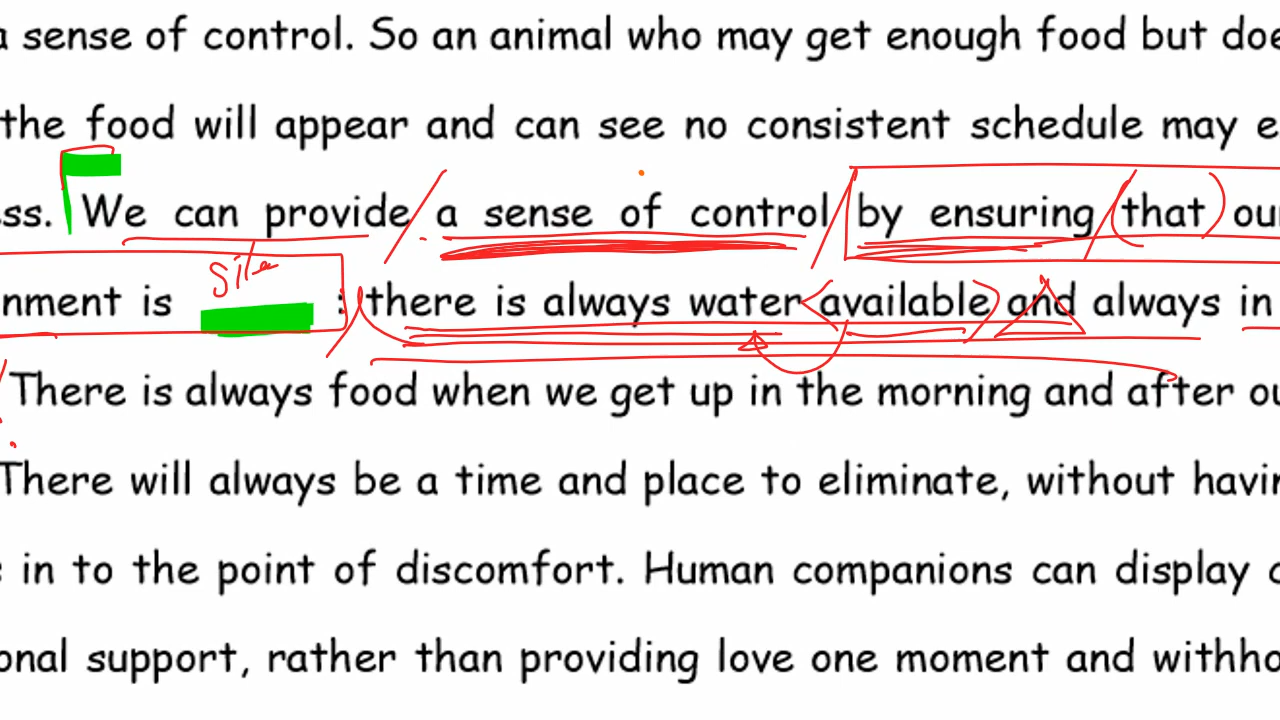 a sense of control. So an animal who may get enough food but doe
the food will appear and can see no consistent schedule may e
ss. We can provide a sense of control by ensuring that our
nment is :there is always water available and always in
There is always food when we get up in the morning and after ou
There will always be a time and place to eliminate, without havin
in to the point of discomfort. Human companions can display
onal support, rather than providing love one moment and withho